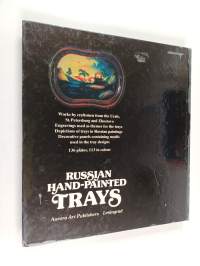 Works by craftsmen from the Urals,
St. Petersburg and Zhostovo
Engravings used as themes for the trays
Depictions of trays in Russian paintings
Decorative panels containing motifs
used in the tray designs
136 plates, 113 in colour
RUSSIAN
HAND-PAINTED
TRAYS
Aurora Art Publishers Leningrad